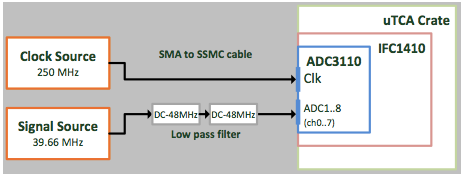 uTCA Crate
IFC1410
Clock Source
250 MHz
SMA to SSMC cable
ADC3110
Clk
Signal Source
39.66 MHz
DC-48MHz
DC-48MHz
Low pass filter
ADC1..8
(ch0..7)